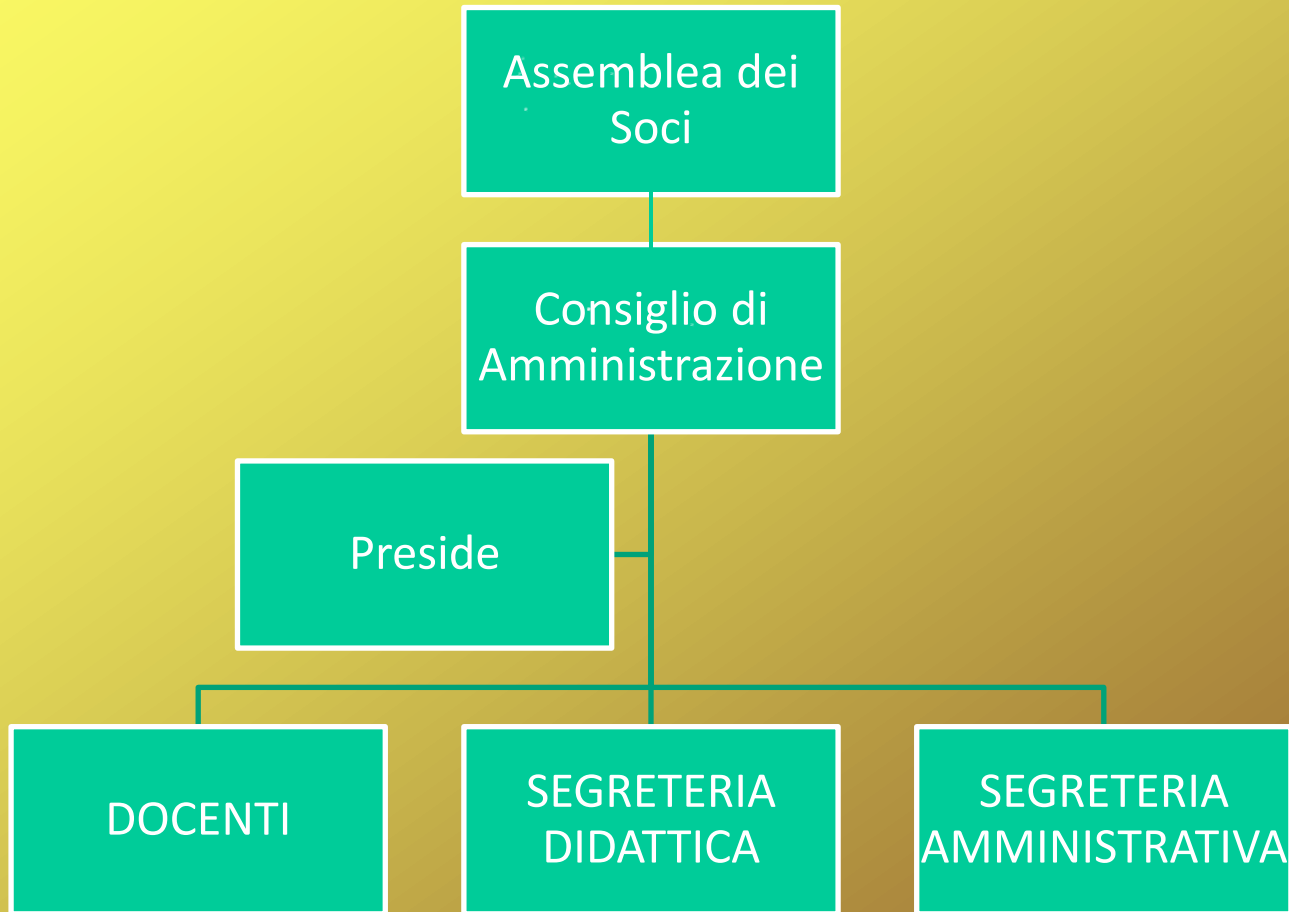 Assemblea dei
Soci
Consiglio di
Amministrazione
Preside
DOCENTI
SEGRETERIA
DIDATTICA
SEGRETERIA
AMMINISTRATIVA